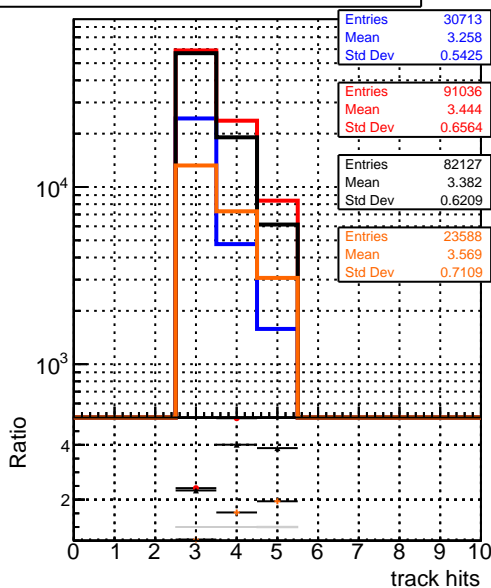 Entries 30713
Mean 3.258
Std Dev 0.5425
Entries 91036
Mean 3.444
Std Dev 0.6564
Entries 82127
Mean 3.382
Std Dev 0.6209
Entries 23588
Mean 3.569
Std Dev 0.7109
10^4
10^3
Ratio
4
2
0 1 2 3 4 5 6 7 8 9 10
track hits